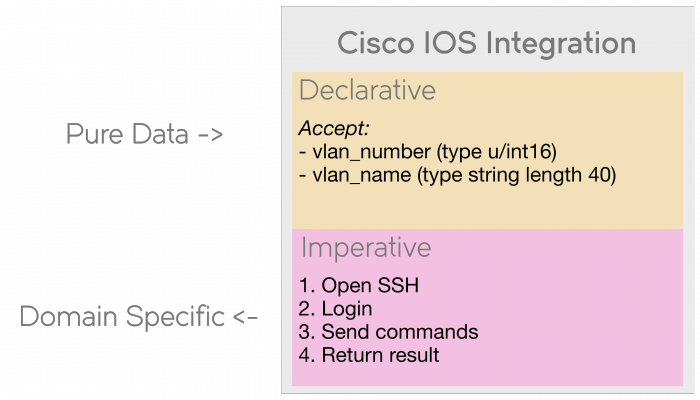 Cisco IOS Integration
Declarative
Pure Data ->
Accept:
- vlan_number (type u/int16)
- vlan_name (type string length 40)
Imperative
Domain Specific <-
1. Open SSH
2. Login
3. Send commands
4. Return result